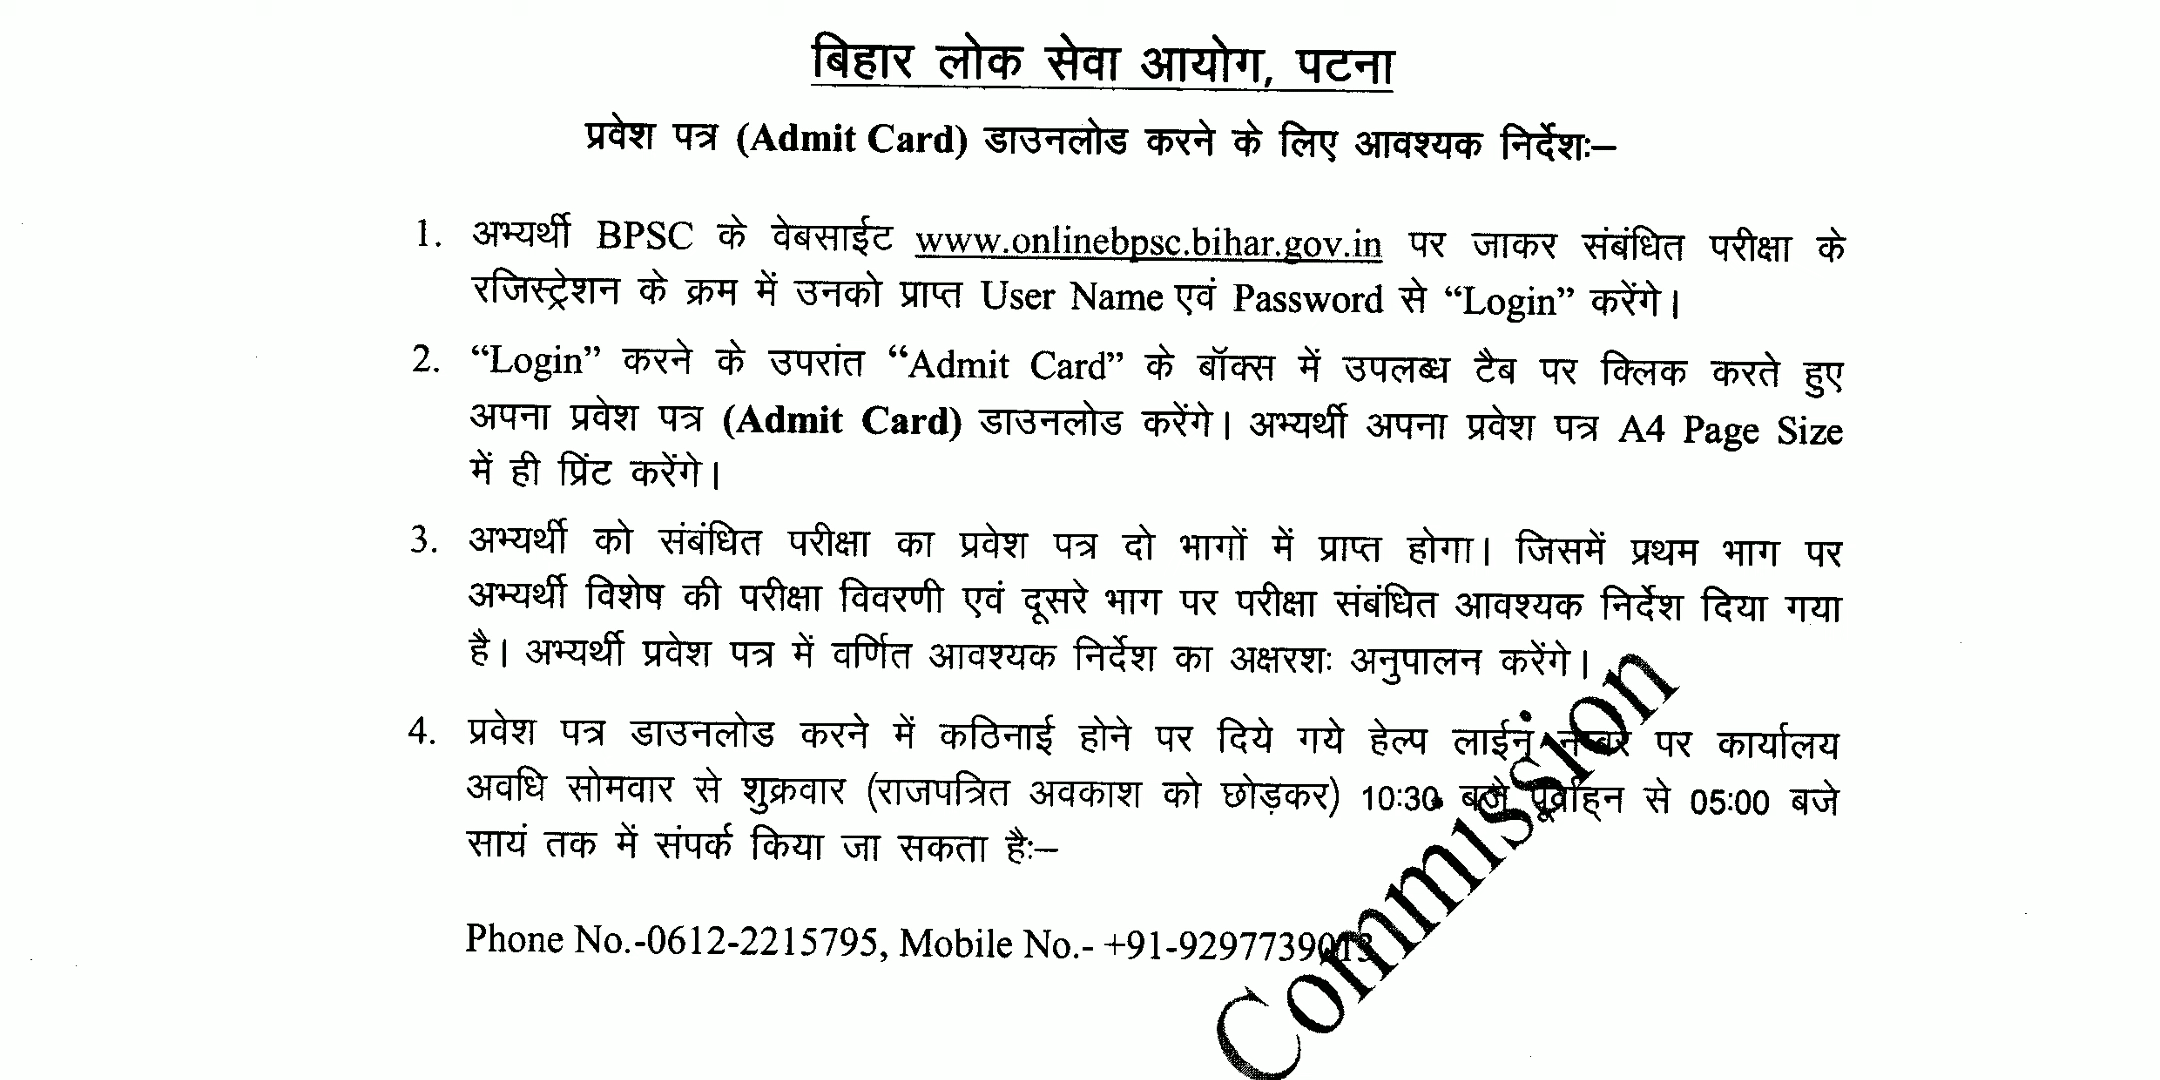 बिहार लोक सेवा आयोग, पटना
प्रवेश पत्र (Admit Card) डाउनलोड करने के लिए आवश्यक निर्देशः–
1. अभ्यर्थी BPSC के वेबसाईट www.onlinebpsc.bihar.gov.in पर जाकर संबंधित परीक्षा के
रजिस्ट्रेशन के क्रम में उनको प्राप्त User Name एवं Password से “Login” करेंगे।
2. “Login” करने के उपरांत “Admit Card” के बॉक्स में उपलब्ध टैब पर क्लिक करते हुए
अपना प्रवेश पत्र (Admit Card) डाउनलोड करेंगे। अभ्यर्थी अपना प्रवेश पत्र A4 Page Size
में ही प्रिंट करेंगे।
3. अभ्यर्थी को संबंधित परीक्षा का प्रवेश पत्र दो भागों में प्राप्त होगा। जिसमें प्रथम भाग पर
अभ्यर्थी विशेष की परीक्षा विवरणी एवं दूसरे भाग पर परीक्षा संबंधित आवश्यक निर्देश दिया गया
है। अभ्यर्थी प्रवेश पत्र में वर्णित आवश्यक निर्देश का अक्षरशः अनुपालन करेंगे।
4. प्रवेश पत्र डाउनलोड करने में कठिनाई होने पर दिये गये हेल्प लाईन नम्बर पर कार्यालय
अवधि सोमवार से शुक्रवार (राजपत्रित अवकाश को छोड़कर) 10:30 बजे पूर्वाह्न से 05:00 बजे
सायं तक में संपर्क किया जा सकता हैः–
Phone No.-0612-2215795, Mobile No.- +91-9297739013
Commission